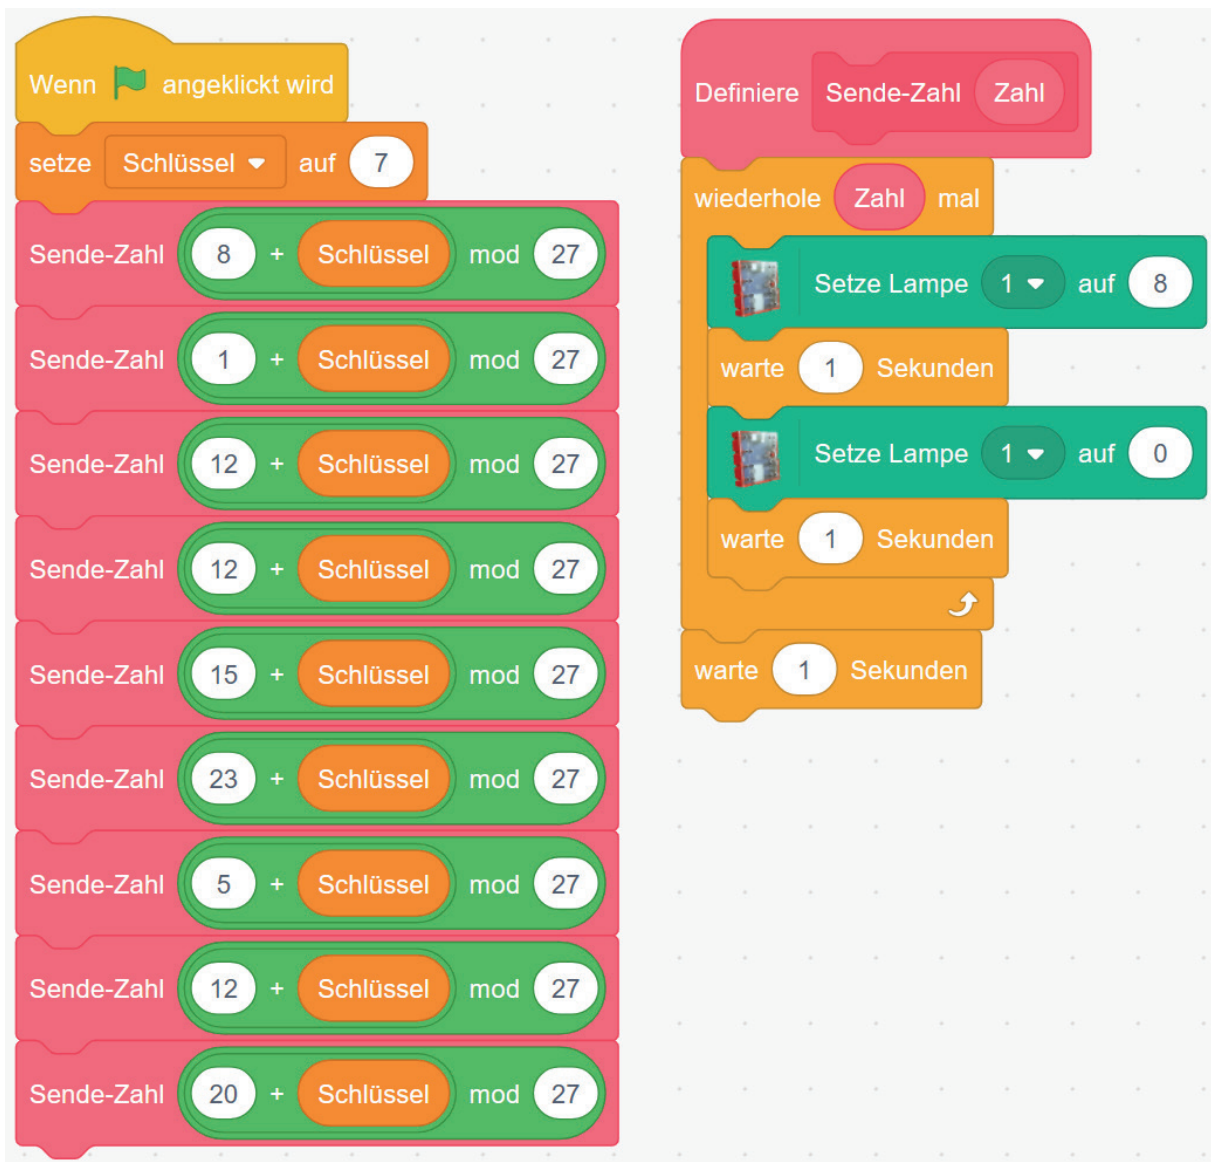 Wenn angeklickt wird
setze Schlüssel auf 7
Sende-Zahl 8 + Schlüssel mod 27
Sende-Zahl 1 + Schlüssel mod 27
Sende-Zahl 12 + Schlüssel mod 27
Sende-Zahl 12 + Schlüssel mod 27
Sende-Zahl 15 + Schlüssel mod 27
Sende-Zahl 23 + Schlüssel mod 27
Sende-Zahl 5 + Schlüssel mod 27
Sende-Zahl 12 + Schlüssel mod 27
Sende-Zahl 20 + Schlüssel mod 27
Definiere Sende-Zahl Zahl
wiederhole Zahl mal
Setze Lampe 1 auf 8
warte 1 Sekunden
Setze Lampe 1 auf 0
warte 1 Sekunden
warte 1 Sekunden